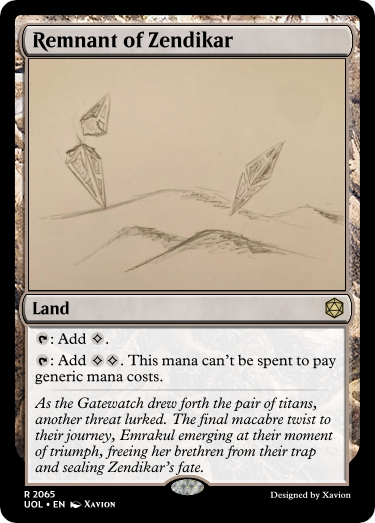 Remnant of Zendikar
Land
: Add .
: Add . This mana can't be spent to pay
generic mana costs.
As the Gatewatch drew forth the pair of titans,
another threat lurked. The final macabre twist to
their journey, Emrakul emerging at their moment
of triumph, freeing her brethren from their trap
and sealing Zendikar's fate.
R 2065
UOL • EN Xavion
Designed by Xavion